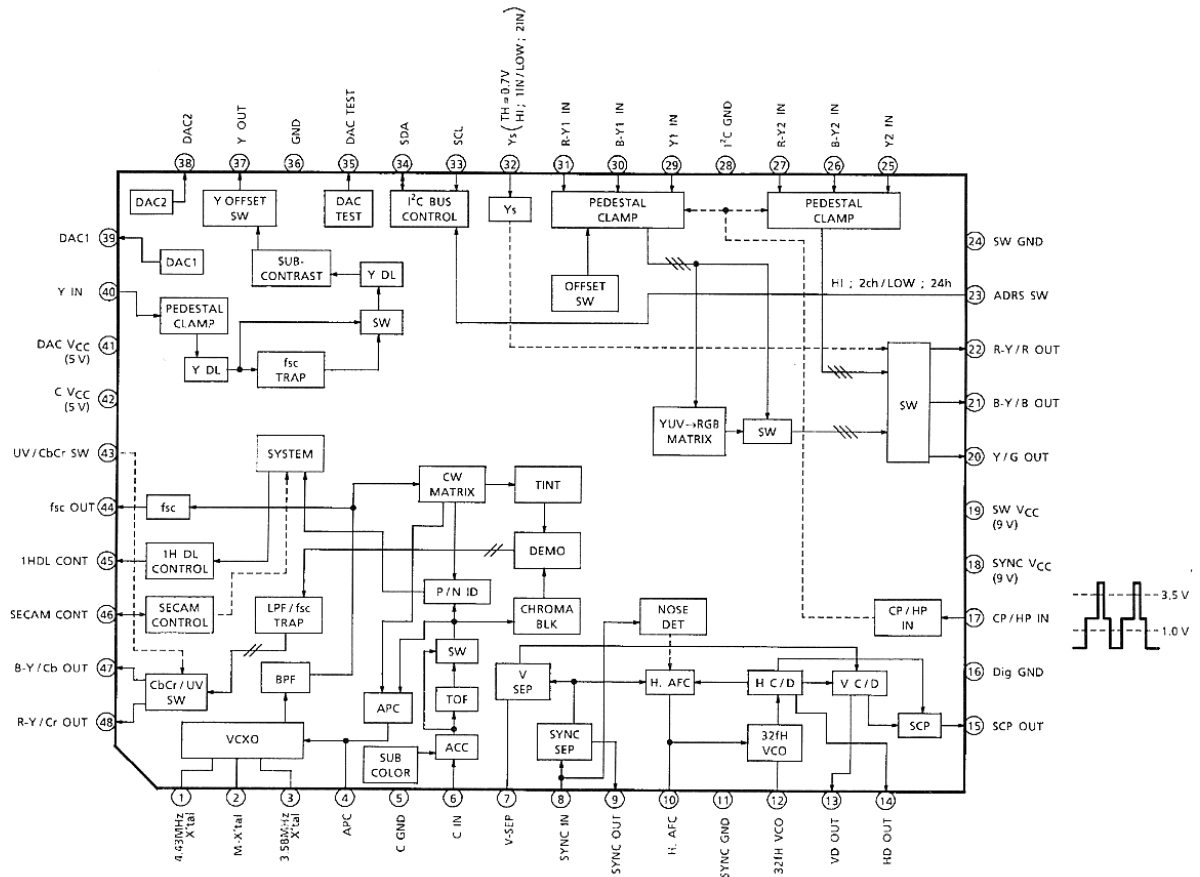 DAC2
Y OUT
GND
DAC TEST
SDA
SCL
Ys ( TH = 0.7V
HI ; 1IN/LOW ; 2IN )
R-Y1 IN
B-Y1 IN
Y1 IN
I²C GND
R-Y2 IN
B-Y2 IN
Y2 IN
38
37
36
35
34
33
32
31
30
29
28
27
26
25
DAC2
Y OFFSET
SW
DAC
TEST
I²C BUS
CONTROL
Ys
PEDESTAL
CLAMP
PEDESTAL
CLAMP
DAC1
39
DAC1
SUB-
CONTRAST
Y DL
OFFSET
SW
24
SW GND
Y IN
40
PEDESTAL
CLAMP
SW
HI ; 2ch/LOW ; 24h
23
ADRS SW
DAC VCC
(5 V)
41
Y DL
fsc
TRAP
22
R-Y/R OUT
C VCC
(5 V)
42
YUV→RGB
MATRIX
SW
SW
21
B-Y/B OUT
20
Y/G OUT
UV/CbCr SW
43
SYSTEM
CW
MATRIX
TINT
fsc OUT
44
fsc
19
SW VCC
(9 V)
1HDL CONT
45
1H DL
CONTROL
DEMO
18
SYNC VCC
(9 V)
P/N ID
SECAM CONT
46
SECAM
CONTROL
LPF/fsc
TRAP
CHROMA
BLK
NOSE
DET
CP/HP
IN
17
CP/HP IN
3.5 V
1.0 V
B-Y/Cb OUT
47
CbCr/UV
SW
BPF
SW
V
SEP
H. AFC
H C/D
V C/D
16
Dig GND
R-Y/Cr OUT
48
VCXO
APC
TOF
SYNC
SEP
32fH
VCO
SCP
15
SCP OUT
SUB
COLOR
ACC
1
2
3
4
5
6
7
8
9
10
11
12
13
14
4.43MHz
X'tal
M-X'tal
3.58MHz
X'tal
APC
C GND
C IN
V-SEP
SYNC IN
SYNC OUT
H. AFC
SYNC GND
32fH VCO
VD OUT
HD OUT